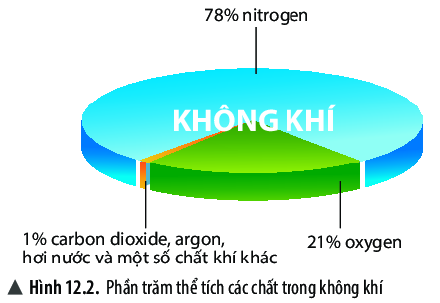 78% nitrogen
KHÔNG KHÍ
1% carbon dioxide, argon,
hơi nước và một số chất khí khác
21% oxygen
▲ Hình 12.2. Phần trăm thể tích các chất trong không khí